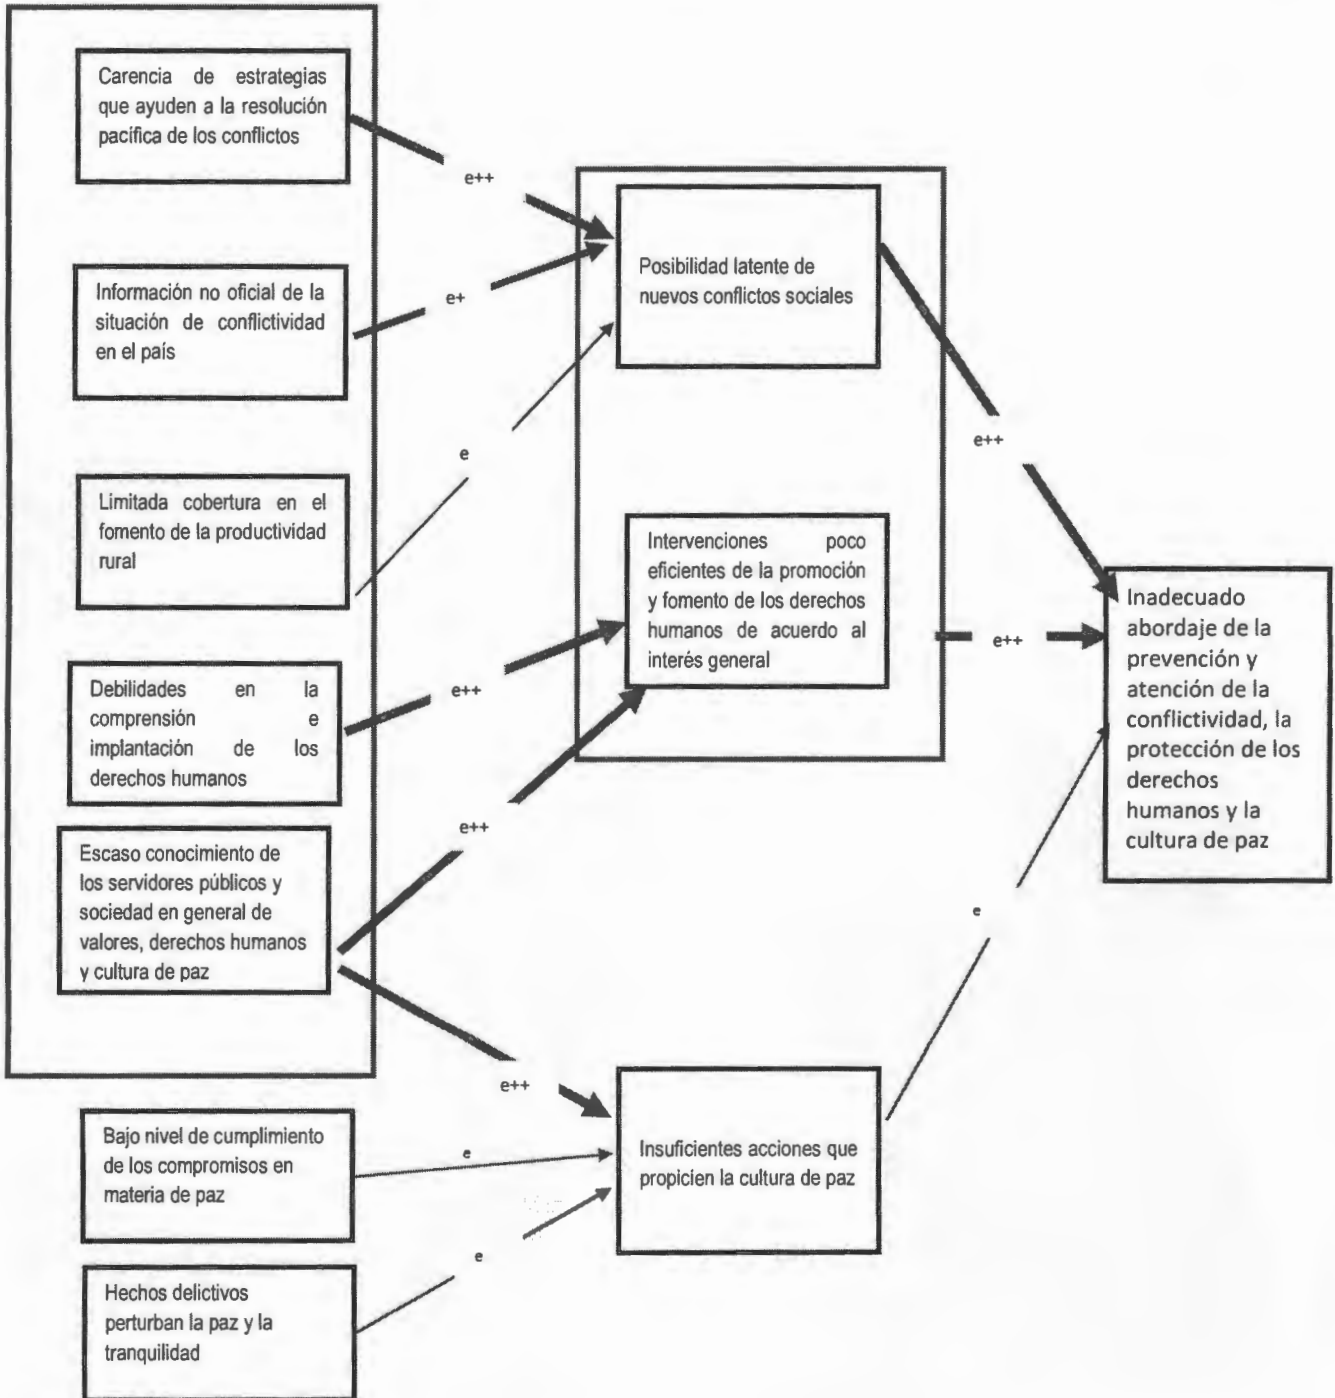 Carencia de estrategias
que ayuden a la resolución
pacífica de los conflictos
e++
Información no oficial de la
situación de conflictividad
en el país
e+
Limitada cobertura en el
fomento de la productividad
rural
e
Debilidades en la
comprensión e
implantación de los
derechos humanos
e++
Escaso conocimiento de
los servidores públicos y
sociedad en general de
valores, derechos humanos
y cultura de paz
e++
e++
Bajo nivel de cumplimiento
de los compromisos en
materia de paz
e
Hechos delictivos
perturban la paz y la
tranquilidad
e
Posibilidad latente de
nuevos conflictos sociales
e++
Intervenciones poco
eficientes de la promoción
y fomento de los derechos
humanos de acuerdo al
interés general
e++
Insuficientes acciones que
propicien la cultura de paz
e
Inadecuado
abordaje de la
prevención y
atención de la
conflictividad, la
protección de los
derechos
humanos y la
cultura de paz